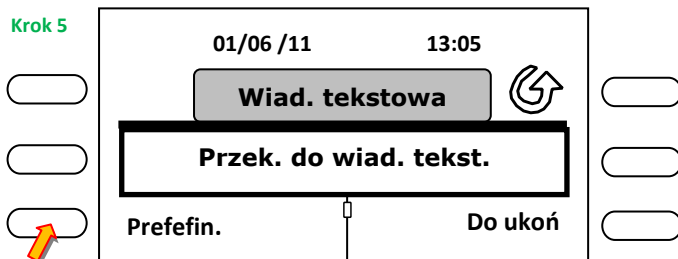 Krok 5
01/06 /11 13:05
Wiad. tekstowa
Przek. do wiad. tekst.
Prefefin. Do ukoń